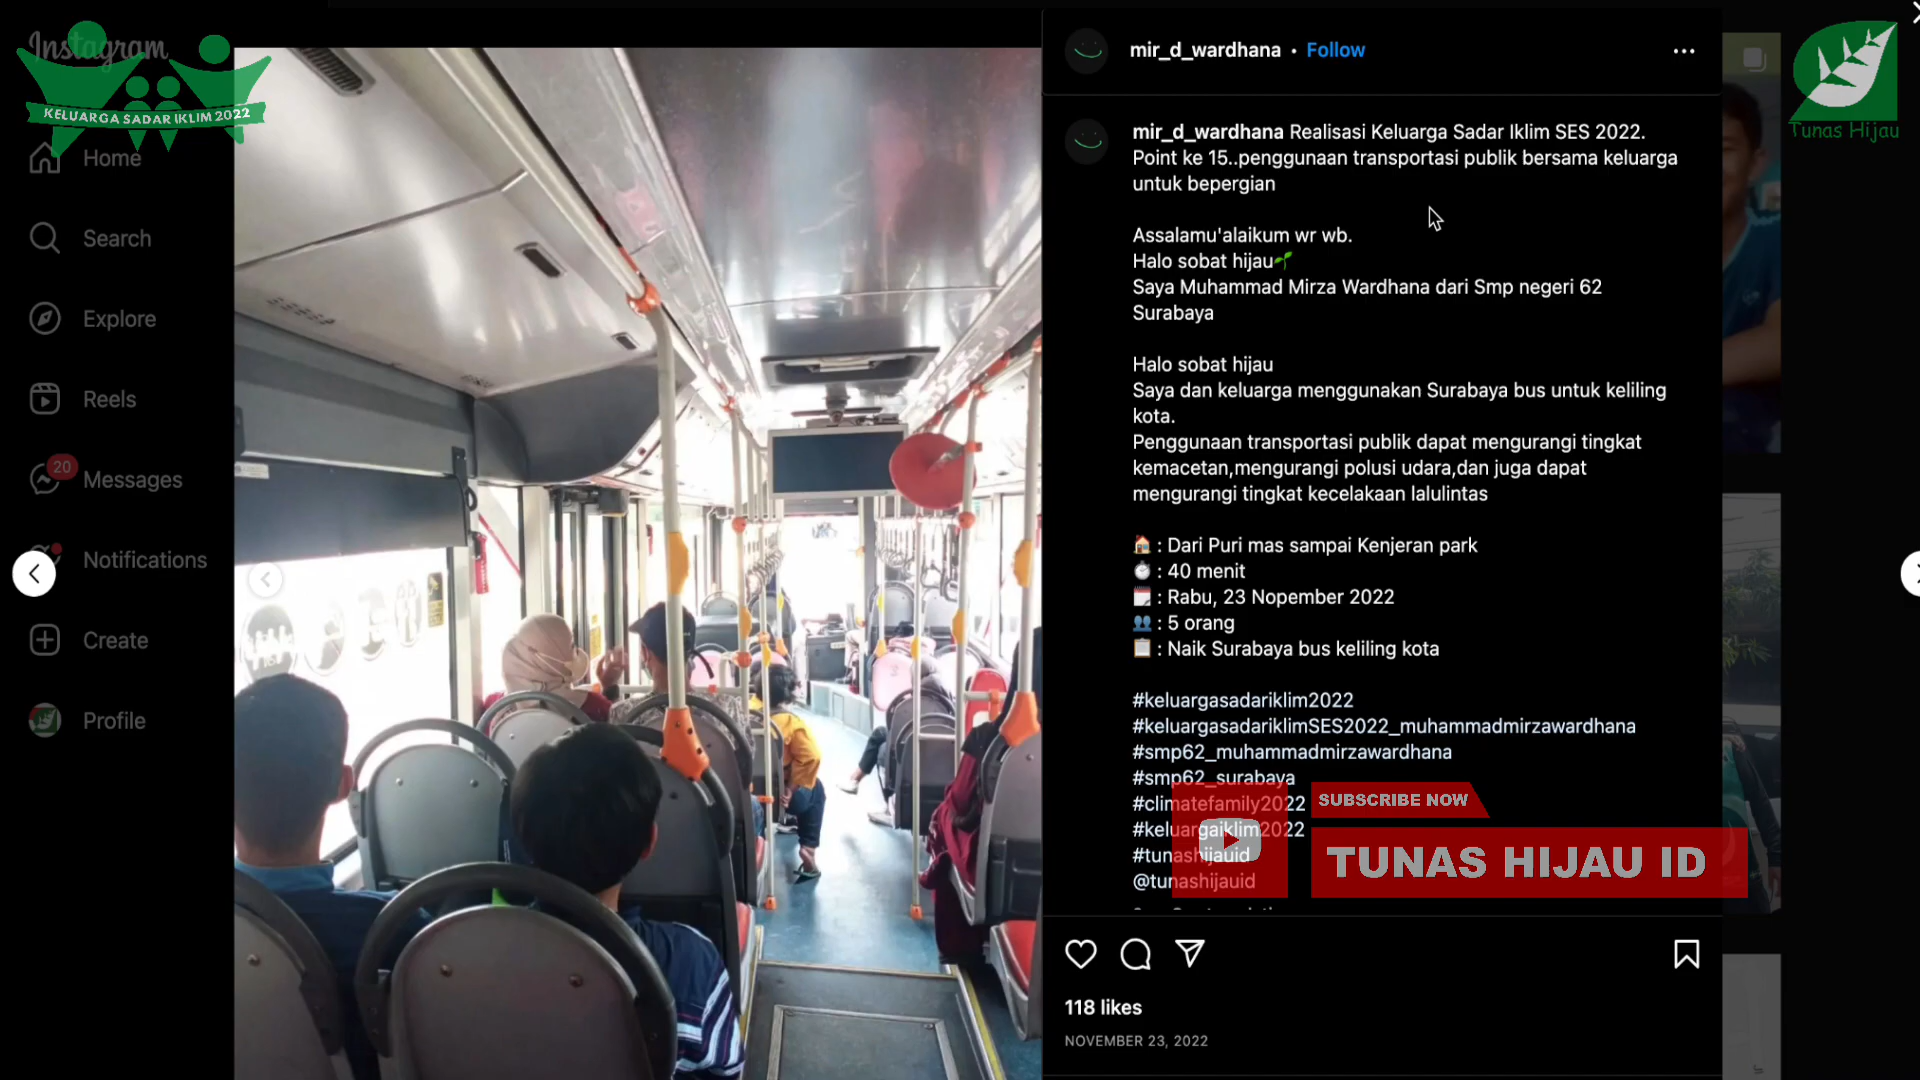 Instagram
KELUARGA SADAR IKLIM 2022
Home
Search
Explore
Reels
20
Messages
Notifications
Create
Profile
mir_d_wardhana • Follow
mir_d_wardhana Realisasi Keluarga Sadar Iklim SES 2022.
Point ke 15..penggunaan transportasi publik bersama keluarga
untuk bepergian
Assalamu'alaikum wr wb.
Halo sobat hijau🌱
Saya Muhammad Mirza Wardhana dari Smp negeri 62
Surabaya
Halo sobat hijau
Saya dan keluarga menggunakan Surabaya bus untuk keliling
kota.
Penggunaan transportasi publik dapat mengurangi tingkat
kemacetan,mengurangi polusi udara,dan juga dapat
mengurangi tingkat kecelakaan lalulintas
🏠 : Dari Puri mas sampai Kenjeran park
⏱ : 40 menit
📅 : Rabu, 23 Nopember 2022
👥 : 5 orang
📋 : Naik Surabaya bus keliling kota
#keluargasadariklim2022
#keluargasadariklimSES2022_muhammadmirzawardhana
#smp62_muhammadmirzawardhana
#smp62_surabaya
#climatefamily2022
#keluargaiklim2022
#tunashijauid
@tunashijauid
SUBSCRIBE NOW
TUNAS HIJAU ID
118 likes
NOVEMBER 23, 2022
Tunas Hijau